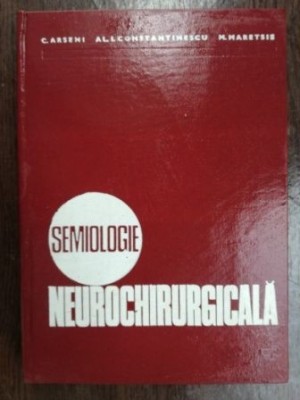 C. ARSENI AL.I.CONSTANTINESCU M.MARETSIS
SEMIOLOGIE
NEUROCHIRURGICALĂ